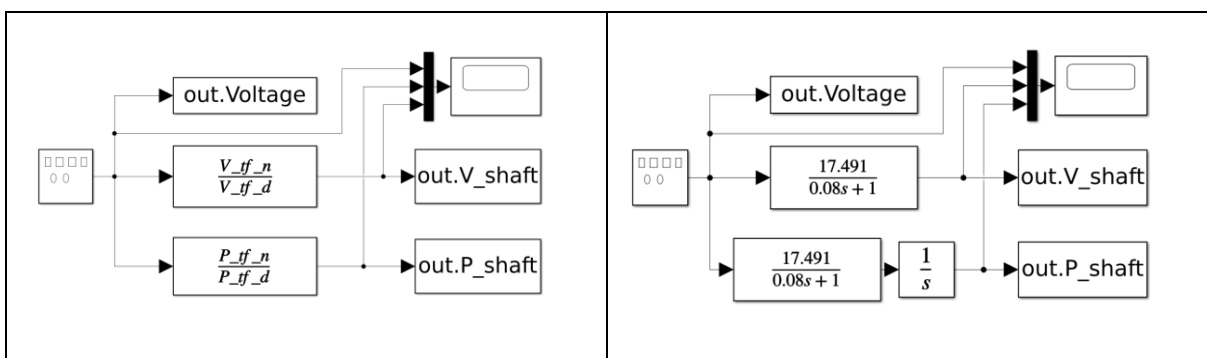 out.Voltage
V_tf_n
V_tf_d
out.V_shaft
P_tf_n
P_tf_d
out.P_shaft
out.Voltage
17.491
0.08s + 1
out.V_shaft
17.491
0.08s + 1
1
s
out.P_shaft